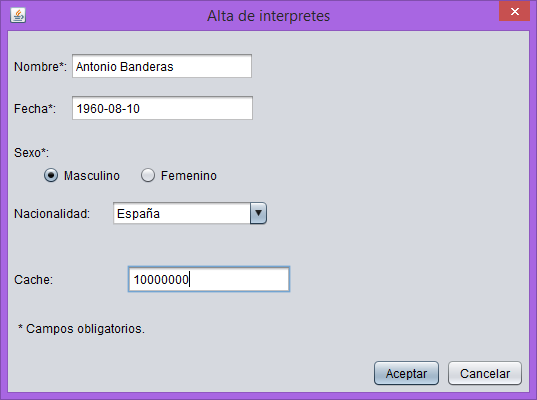 Alta de interpretes
Nombre*: Antonio Banderas
Fecha*: 1960-08-10
Sexo*:
Masculino Femenino
Nacionalidad: España
Cache: 10000000
* Campos obligatorios.
Aceptar Cancelar